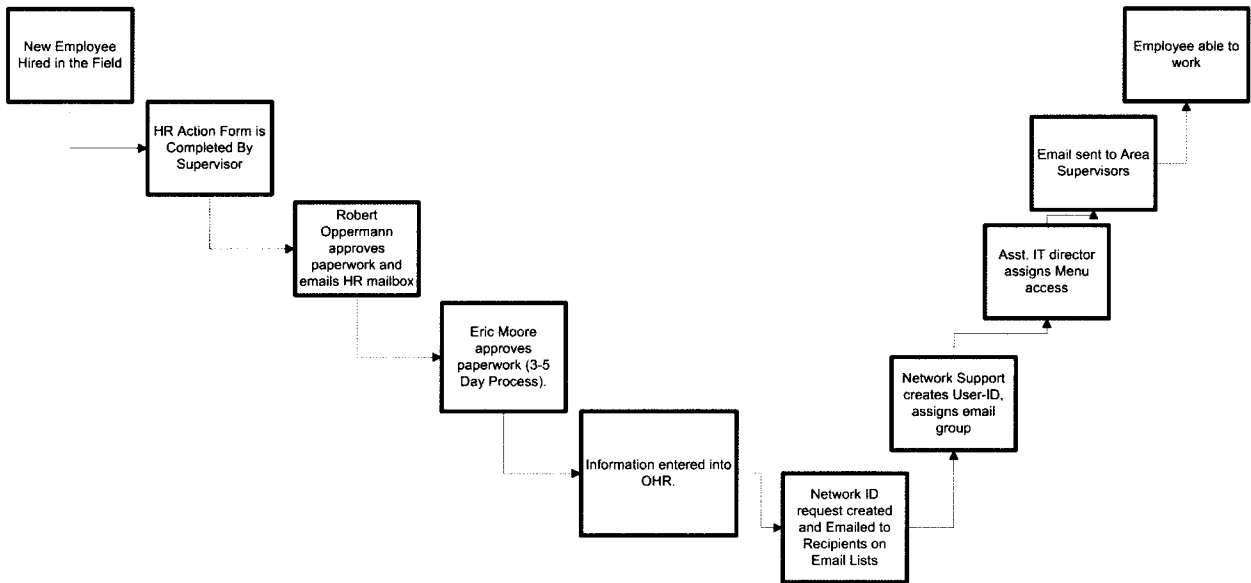 New Employee
Hired in the Field
HR Action Form is
Completed By
Supervisor
Robert
Oppermann
approves
paperwork and
emails HR mailbox
Eric Moore
approves
paperwork (3-5
Day Process).
Information entered into
OHR.
Network ID
request created
and Emailed to
Recipients on
Email Lists
Network Support
creates User-ID,
assigns email
group
Asst. IT director
assigns Menu
access
Email sent to Area
Supervisors
Employee able to
work